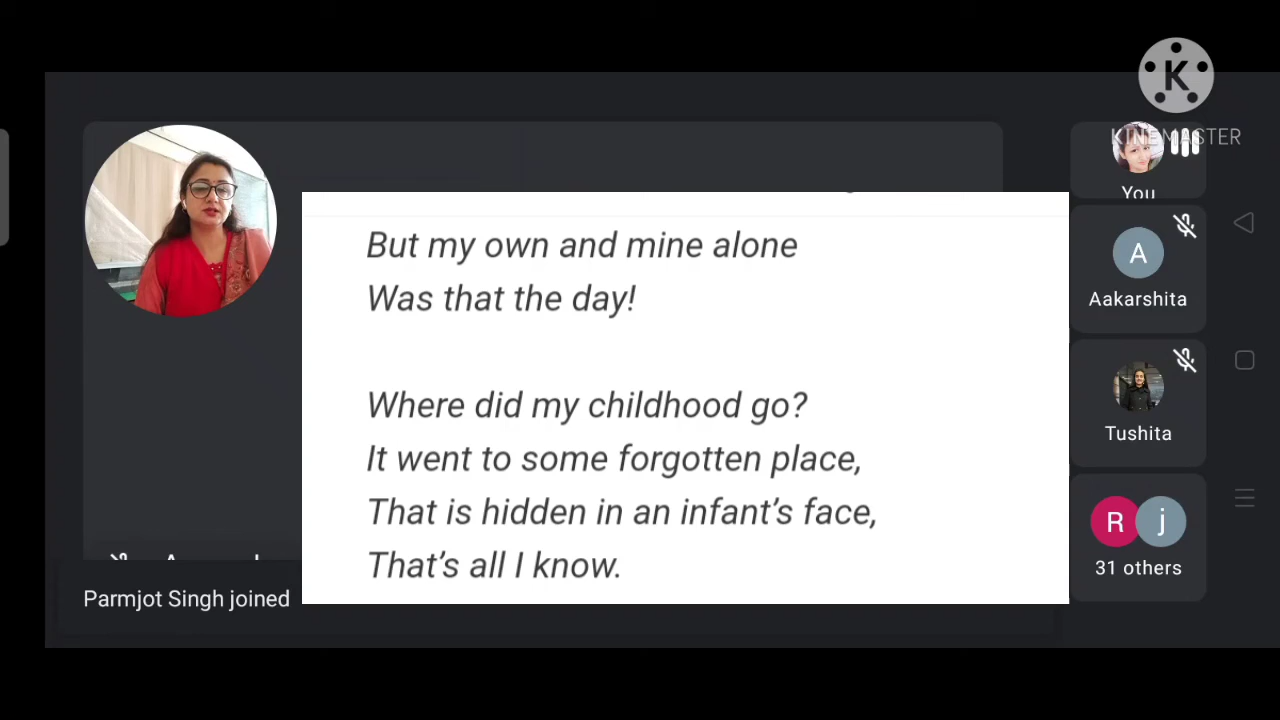 K
KINEMASTER
But my own and mine alone
Was that the day!
Where did my childhood go?
It went to some forgotten place,
That is hidden in an infant's face,
That's all I know.
Parmjot Singh joined
You
A
Aakarshita
Tushita
R j
31 others